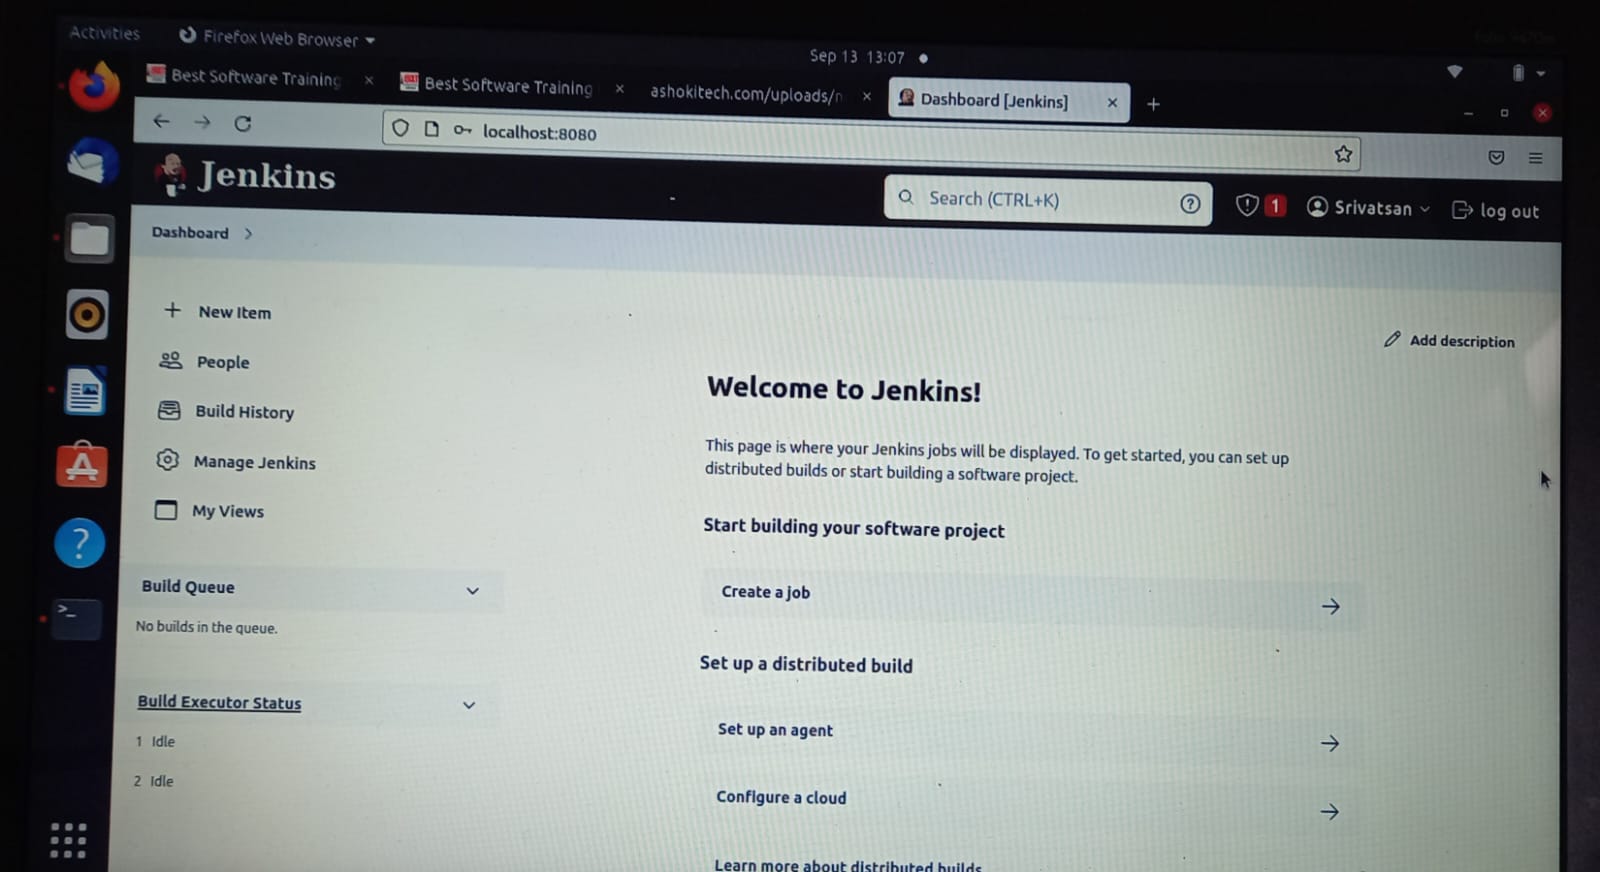 Activities
Firefox Web Browser
Sep 13 13:07
Best Software Training
Best Software Training
ashokitech.com/uploads/n
Dashboard [Jenkins]
localhost:8080
Jenkins
Search (CTRL+K)
1
Srivatsan
log out
Dashboard
New Item
People
Build History
Manage Jenkins
My Views
Build Queue
No builds in the queue.
Build Executor Status
1 Idle
2 Idle
Add description
Welcome to Jenkins!
This page is where your Jenkins jobs will be displayed. To get started, you can set up
distributed builds or start building a software project.
Start building your software project
Create a job
Set up a distributed build
Set up an agent
Configure a cloud
Learn more about distributed builds